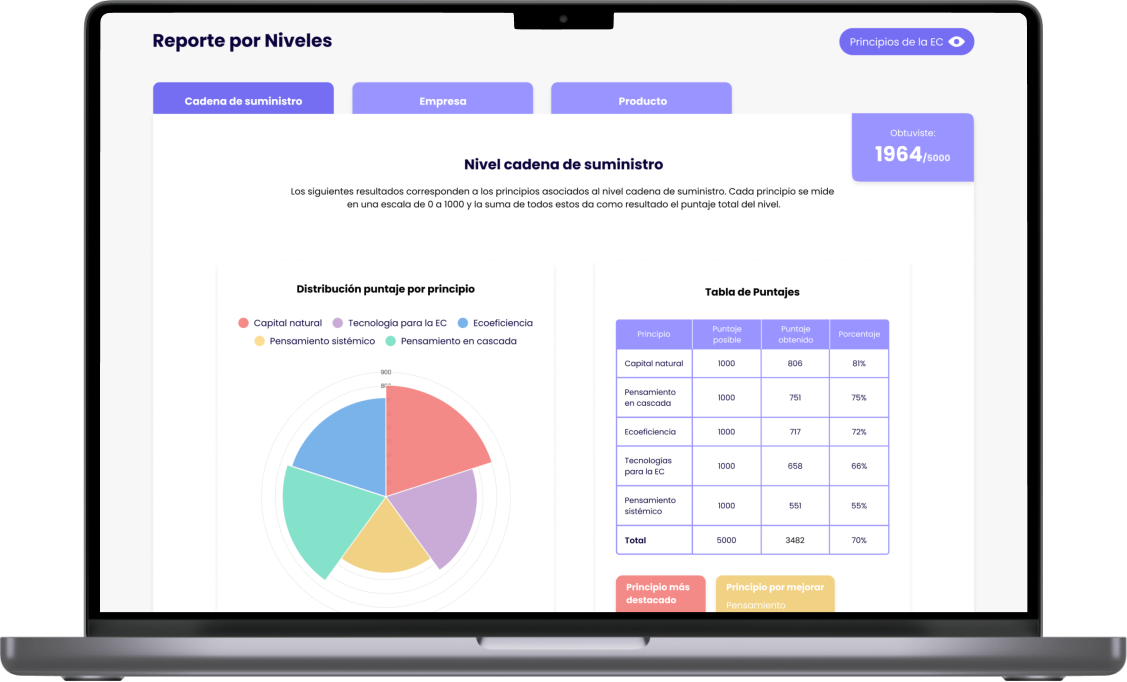 Reporte por Niveles
Principios de la EC
Cadena de suministro
Empresa
Producto
Obtuviste:
1964/5000
Nivel cadena de suministro
Los siguientes resultados corresponden a los principios asociados al nivel cadena de suministro. Cada principio se mide
en una escala de 0 a 1000 y la suma de todos estos da como resultado el puntaje total del nivel.
Distribución puntaje por principio
Capital natural
Tecnología para la EC
Ecoeficiencia
Pensamiento sistémico
Pensamiento en cascada
900
Tabla de Puntajes
Principio
Puntaje
posible
Puntaje
obtenido
Porcentaje
Capital natural 1000 806 81%
Pensamiento
en cascada
1000 751 75%
Ecoeficiencia 1000 717 72%
Tecnologías
para la EC
1000 658 66%
Pensamiento
sistémico
1000 551 55%
Total 5000 3482 70%
Principio más
destacado
Principio por mejorar
Pensamiento